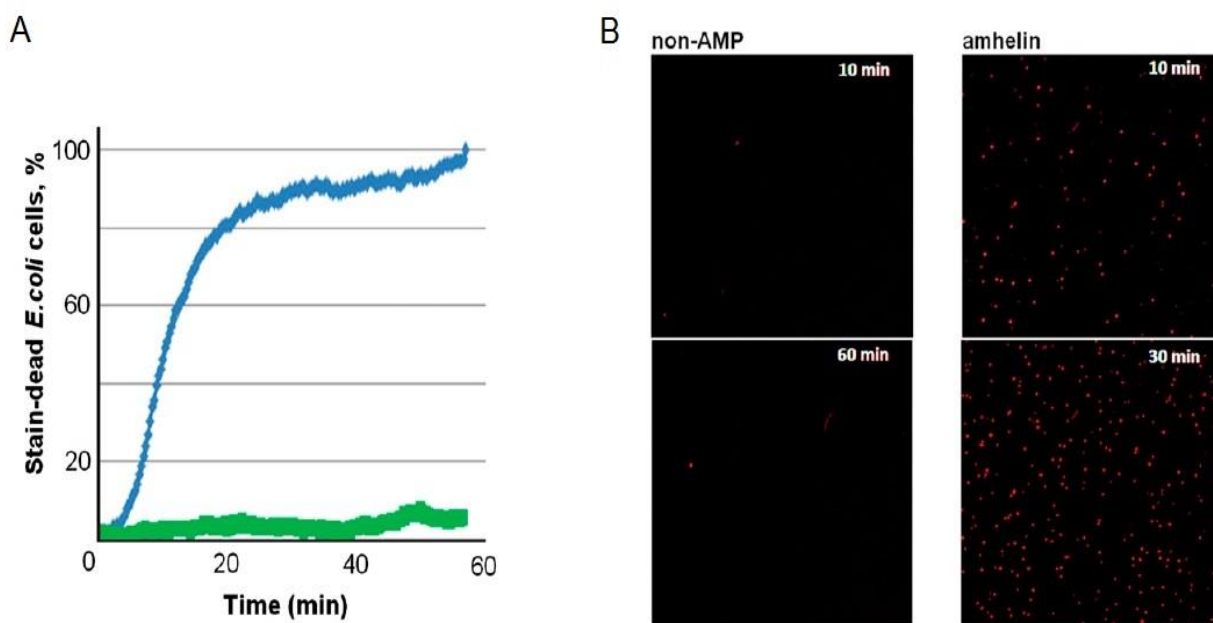 A
Stain-dead E.coli cells, %
100
60
20
0
20
40
60
Time (min)
B
non-AMP
amhelin
10 min
10 min
60 min
30 min